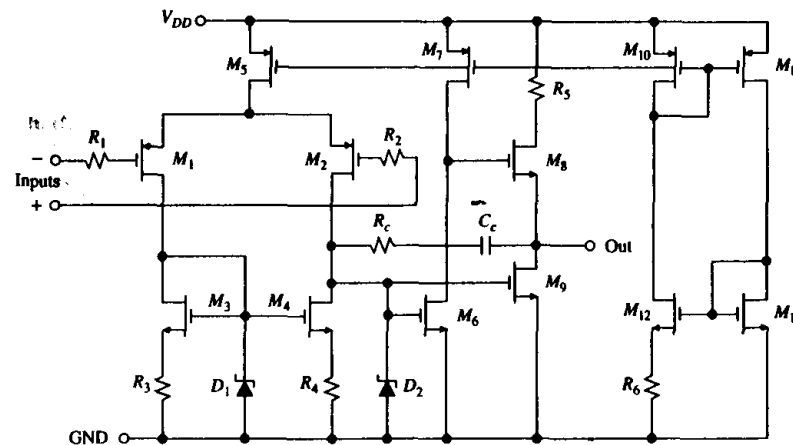 V_DD
M5
M7
M10
M1
R5
R1
R2
−
M1
M2
M8
Inputs
+
Rc
Cc
Out
M3
M4
M6
M9
M12
M1
R3
D1
R4
D2
R6
GND